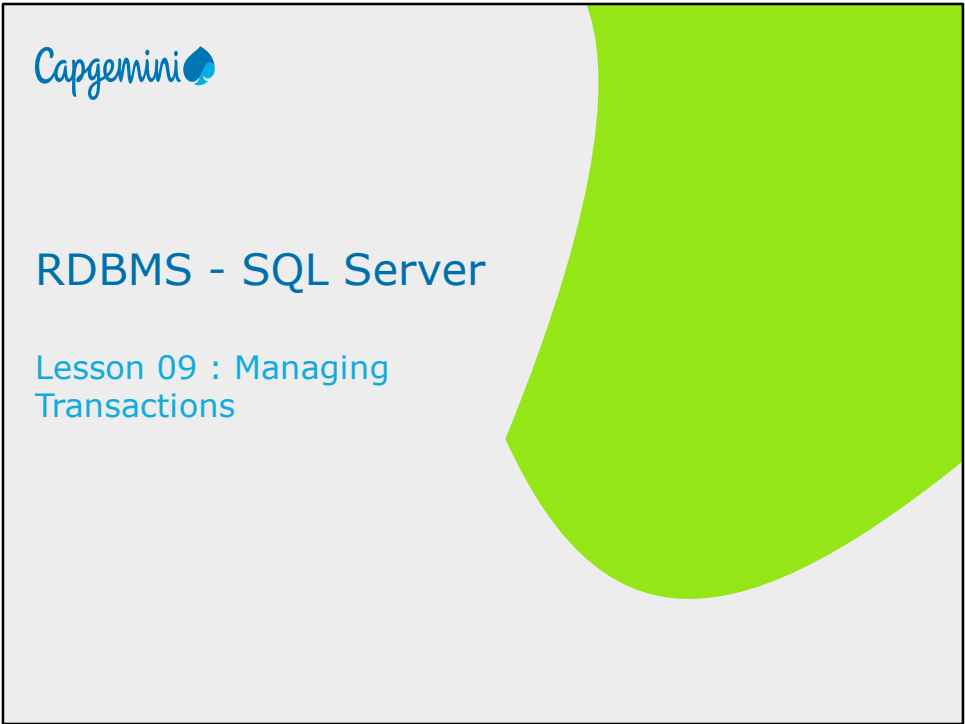 Capgemini
RDBMS - SQL Server
Lesson 09 : Managing
Transactions